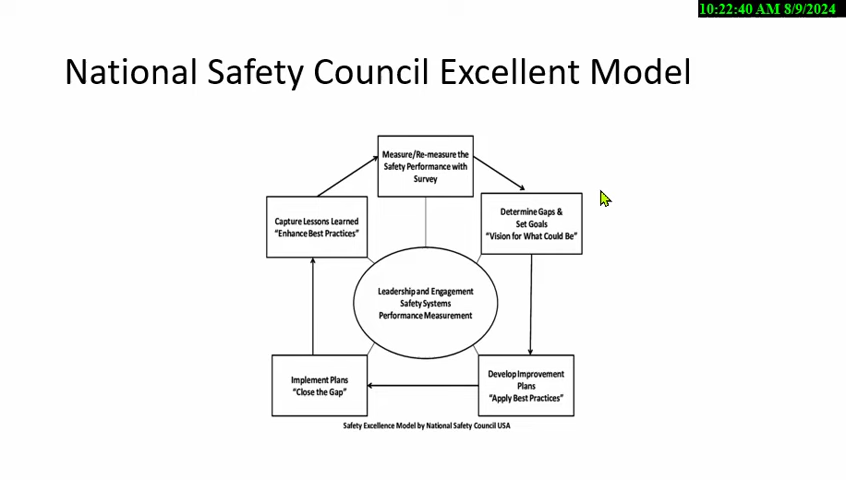 10:22:40 AM 8/9/2024
National Safety Council Excellent Model
Measure/Re-measure the
Safety Performance with
Survey
Determine Gaps &
Set Goals
"Vision for What Could Be"
Capture Lessons Learned
"Enhance Best Practices"
Leadership and Engagement
Safety Systems
Performance Measurement
Develop Improvement
Plans
"Apply Best Practices"
Implement Plans
"Close the Gap"
Safety Excellence Model by National Safety Council USA